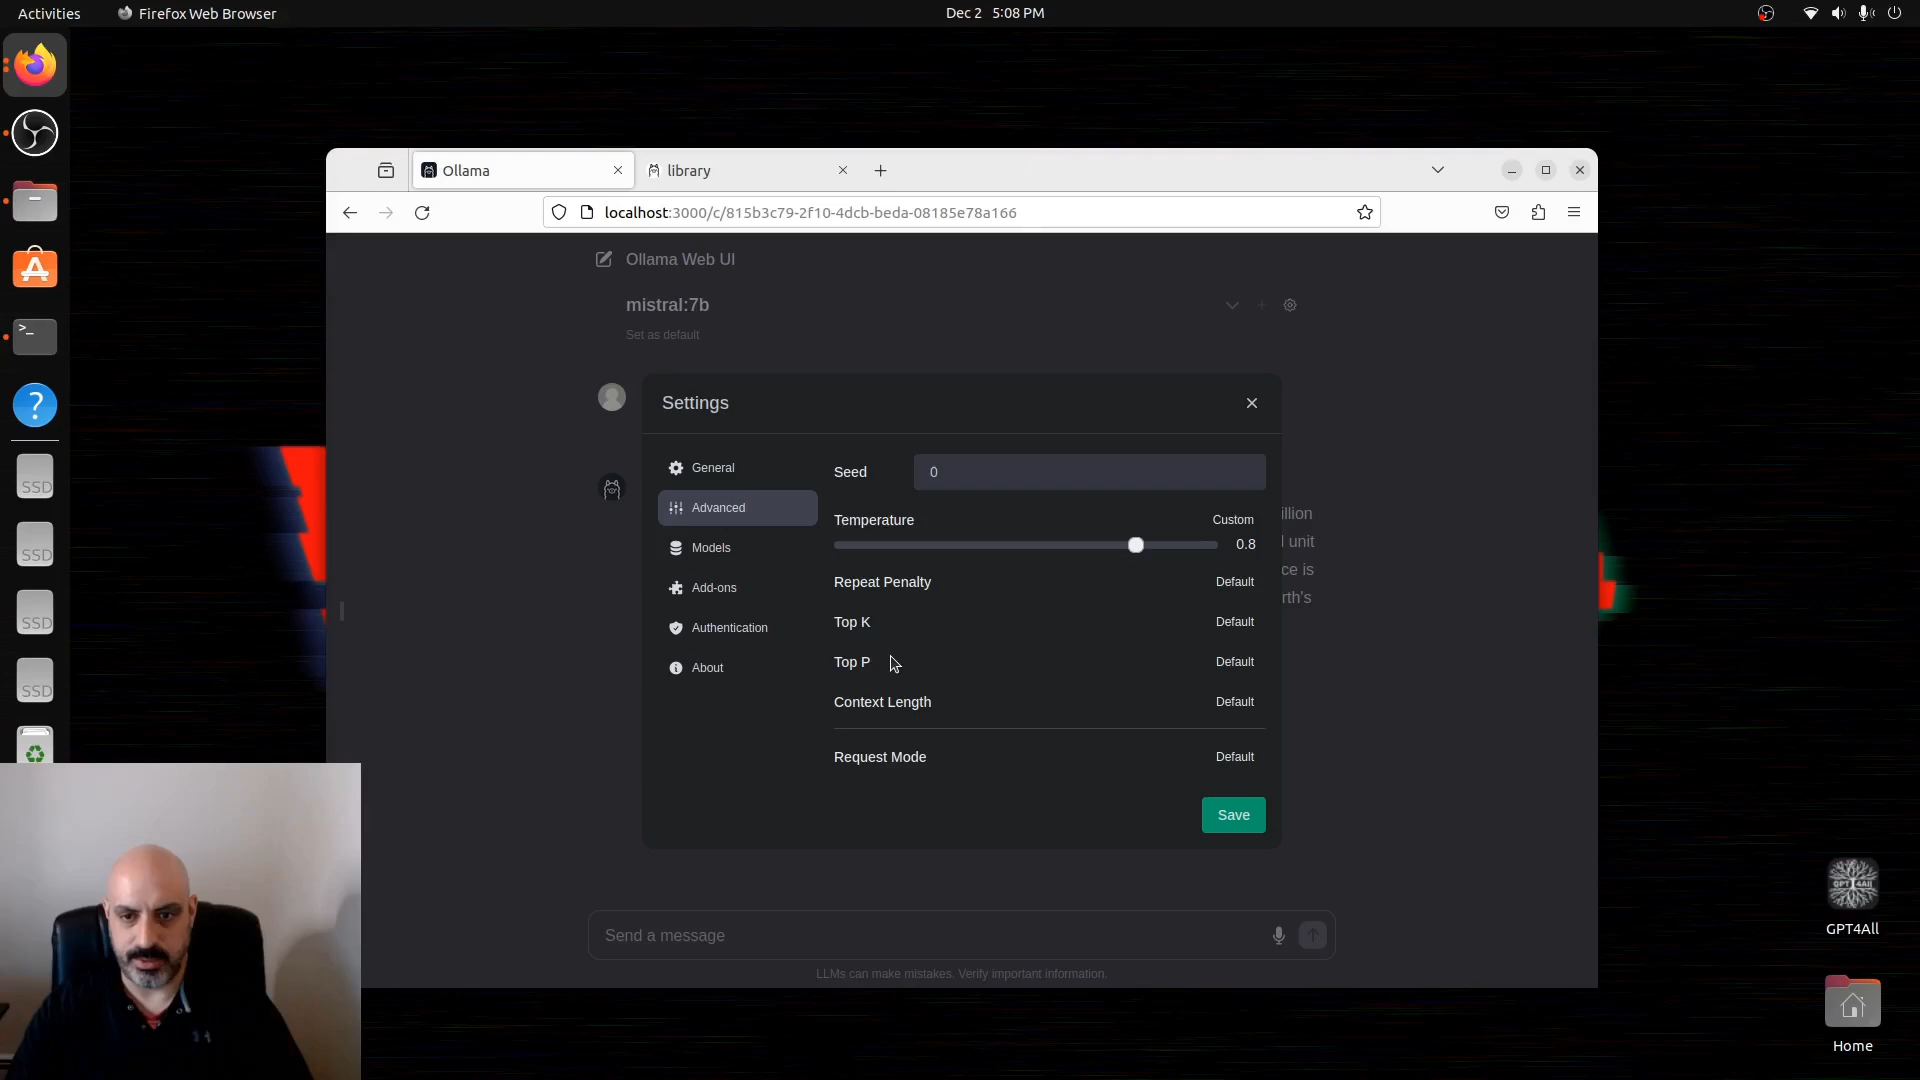 Activities
Firefox Web Browser
Dec 2 5:08 PM
Ollama
library
localhost:3000/c/815b3c79-2f10-4dcb-beda-08185e78a166
Ollama Web UI
mistral:7b
Set as default
Settings
General
Advanced
Models
Add-ons
Authentication
About
Seed
0
Temperature
Custom
0.8
Repeat Penalty
Default
Top K
Default
Top P
Default
Context Length
Default
Request Mode
Default
Save
illion
unit
ce is
rth's
Send a message
LLMs can make mistakes. Verify important information.
SSD
SSD
SSD
SSD
GPT4All
GPT4All
Home